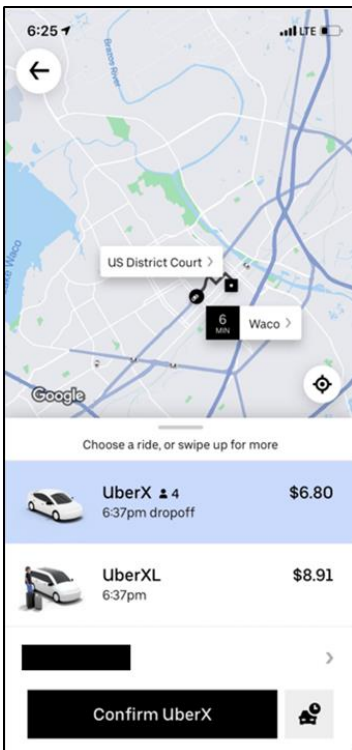 6:25
LTE
Brazos River
US District Court >
6
MIN
Waco >
Google
Choose a ride, or swipe up for more
UberX 4
$6.80
6:37pm dropoff
UberXL
$8.91
6:37pm
Confirm UberX